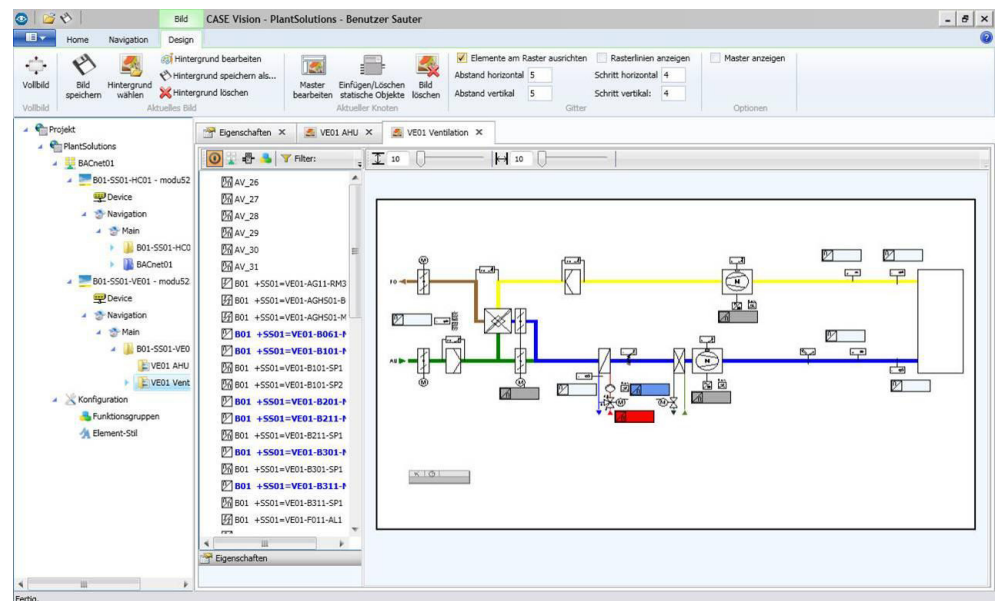 Bild CASE Vision - PlantSolutions - Benutzer Sauter
Home Navigation Design
Vollbild
Bild speichern
Hintergrund wählen
Hintergrund bearbeiten
Hintergrund speichern als...
Hintergrund löschen
Master bearbeiten
Einfügen/Löschen statische Objekte
Bild löschen
Elemente am Raster ausrichten Rasterlinien anzeigen Master anzeigen
Abstand horizontal 5 Schritt horizontal 4
Abstand vertikal 5 Schritt vertikal: 4
Vollbild Aktuelles Bild Aktueller Knoten Gitter Optionen
Projekt
PlantSolutions
BACnet01
B01-SS01-HC01 - modu52
Device
Navigation
Main
B01-SS01-HC0
BACnet01
B01-SS01-VE01 - modu52
Device
Navigation
Main
B01-SS01-VE0
VE01 AHU
VE01 Vent
Konfiguration
Funktionsgruppen
Element-Stil
Eigenschaften VE01 AHU VE01 Ventilation
Filter: 10 10
AV_26
AV_27
AV_28
AV_29
AV_30
AV_31
B01 +SS01=VE01-AG11-RM3
B01 +SS01=VE01-AGHS01-B
B01 +SS01=VE01-AGHS01-M
B01 +SS01=VE01-B061-M
B01 +SS01=VE01-B101-M
B01 +SS01=VE01-B101-SP1
B01 +SS01=VE01-B101-SP2
B01 +SS01=VE01-B201-M
B01 +SS01=VE01-B211-M
B01 +SS01=VE01-B211-SP1
B01 +SS01=VE01-B301-M
B01 +SS01=VE01-B301-SP1
B01 +SS01=VE01-B311-M
B01 +SS01=VE01-B311-SP1
B01 +SS01=VE01-F011-AL1
Eigenschaften
FO
AU
M
M
M
M
M
M
Fertig.